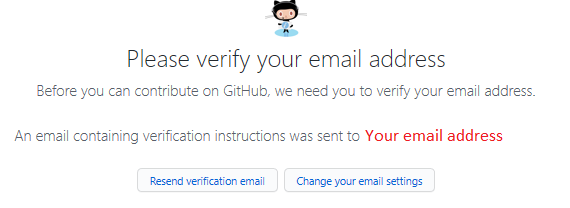 Please verify your email address
Before you can contribute on GitHub, we need you to verify your email address.
An email containing verification instructions was sent to Your email address
Resend verification email
Change your email settings